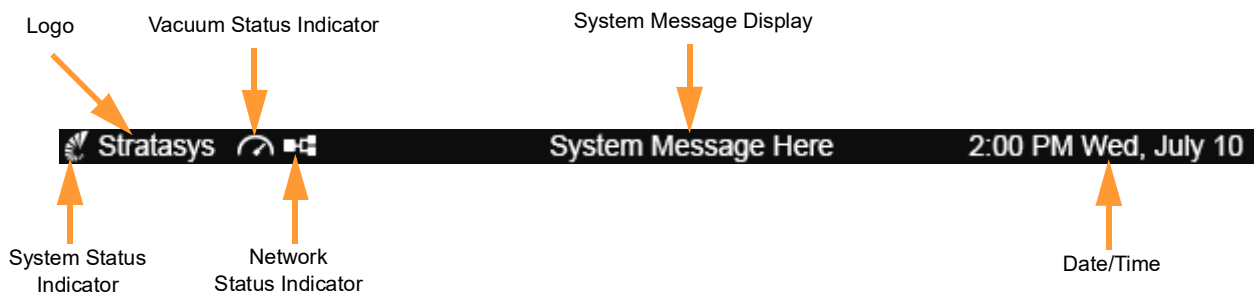 System Message Display
Logo
Vacuum Status Indicator
Stratasys
System Message Here
2:00 PM Wed, July 10
System Status
Indicator
Network
Status Indicator
Date/Time